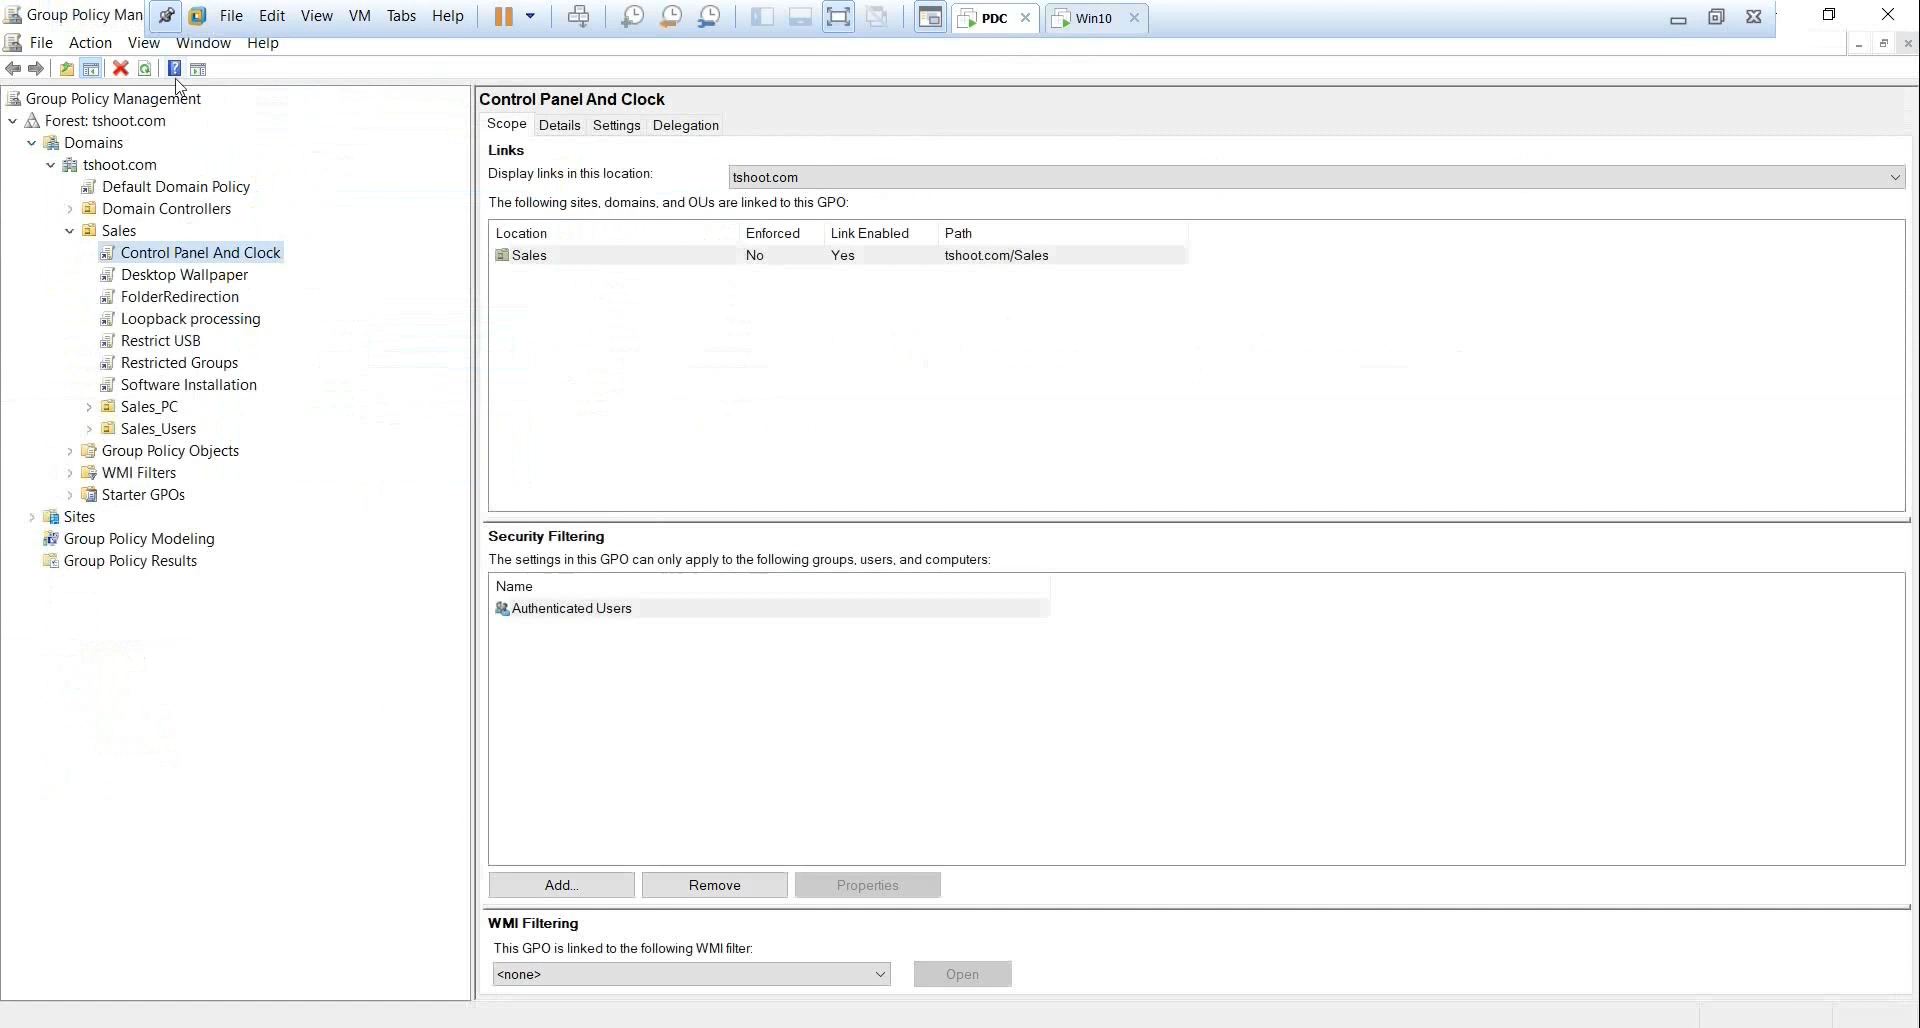 Group Policy Man
File Edit View VM Tabs Help
PDC
Win10
File Action View Window Help
Group Policy Management
Forest: tshoot.com
Domains
tshoot.com
Default Domain Policy
Domain Controllers
Sales
Control Panel And Clock
Desktop Wallpaper
FolderRedirection
Loopback processing
Restrict USB
Restricted Groups
Software Installation
Sales_PC
Sales_Users
Group Policy Objects
WMI Filters
Starter GPOs
Sites
Group Policy Modeling
Group Policy Results
Control Panel And Clock
Scope Details Settings Delegation
Links
Display links in this location: tshoot.com
The following sites, domains, and OUs are linked to this GPO:
Location Enforced Link Enabled Path
Sales No Yes tshoot.com/Sales
Security Filtering
The settings in this GPO can only apply to the following groups, users, and computers:
Name
Authenticated Users
Add... Remove Properties
WMI Filtering
This GPO is linked to the following WMI filter:
<none> Open